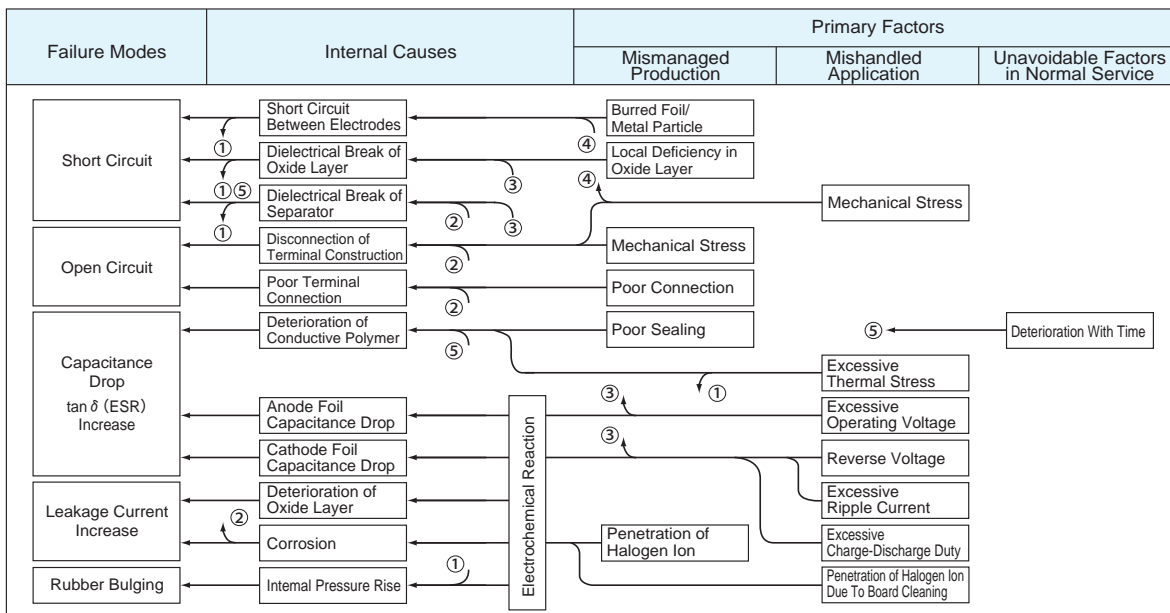 Failure Modes
Internal Causes
Primary Factors
Mismanaged
Production
Mishandled
Application
Unavoidable Factors
in Normal Service
Short Circuit
Short Circuit
Between Electrodes
①
④
Burred Foil/
Metal Particle
Dielectrical Break of
Oxide Layer
①⑤
③
Local Deficiency in
Oxide Layer
Dielectrical Break of
Separator
①
②
③
④
Mechanical Stress
Open Circuit
Disconnection of
Terminal Construction
②
Mechanical Stress
Poor Terminal
Connection
②
Poor Connection
Capacitance
Drop
tan δ (ESR)
Increase
Deterioration of
Conductive Polymer
⑤
Poor Sealing
⑤
Deterioration With Time
①
Excessive
Thermal Stress
Anode Foil
Capacitance Drop
Electrochemical Reaction
③
Excessive
Operating Voltage
Cathode Foil
Capacitance Drop
③
Reverse Voltage
Leakage Current
Increase
Deterioration of
Oxide Layer
Excessive
Ripple Current
②
Corrosion
Penetration of
Halogen Ion
Excessive
Charge-Discharge Duty
Rubber Bulging
Internal Pressure Rise
①
Penetration of Halogen Ion
Due To Board Cleaning